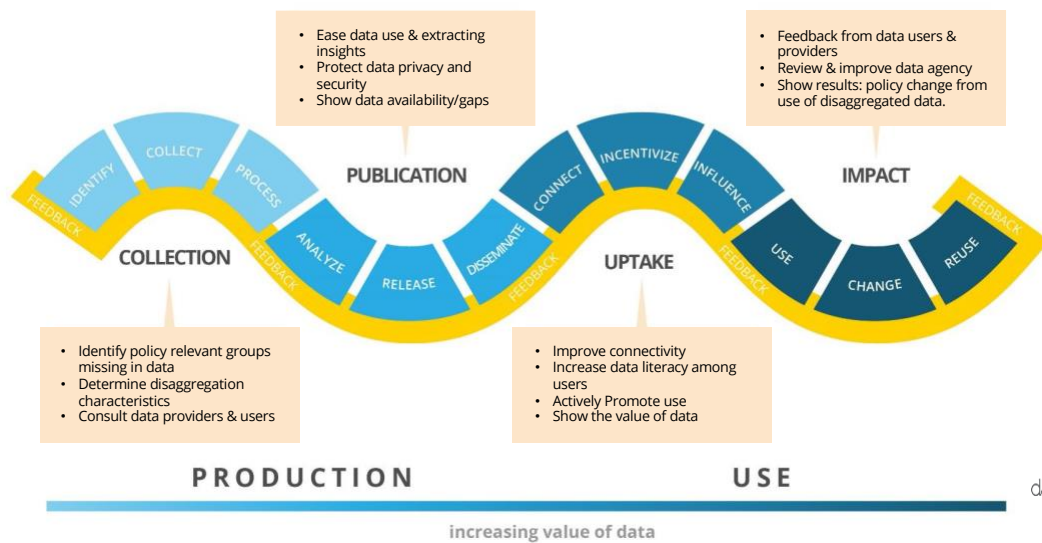 • Ease data use & extracting
insights
• Protect data privacy and
security
• Show data availability/gaps
• Feedback from data users &
providers
• Review & improve data agency
• Show results: policy change from
use of disaggregated data.
IDENTIFY
COLLECT
PROCESS
FEEDBACK
COLLECTION
PUBLICATION
ANALYZE
RELEASE
DISSEMINATE
FEEDBACK
FEEDBACK
CONNECT
INCENTIVIZE
INFLUENCE
UPTAKE
IMPACT
USE
CHANGE
REUSE
FEEDBACK
FEEDBACK
• Identify policy relevant groups
missing in data
• Determine disaggregation
characteristics
• Consult data providers & users
• Improve connectivity
• Increase data literacy among
users
• Actively Promote use
• Show the value of data
PRODUCTION
USE
increasing value of data